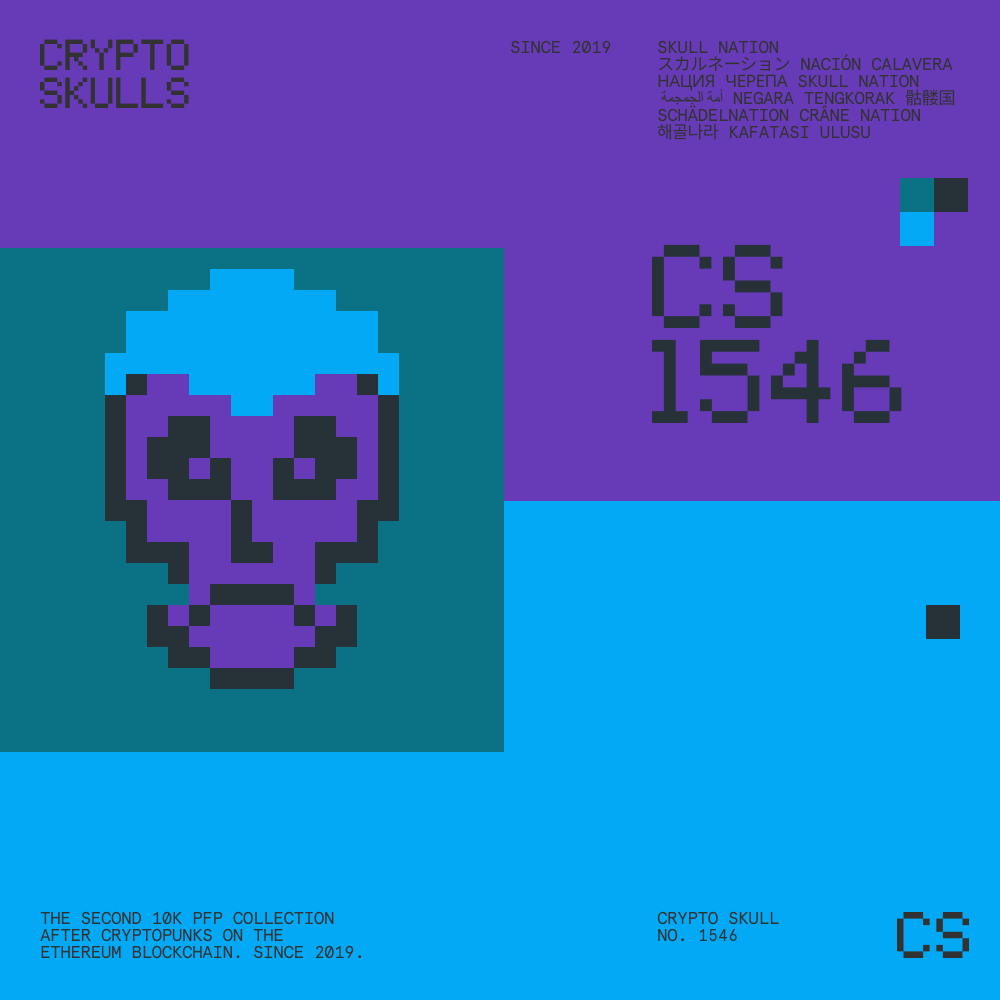 CRYPTO
SKULLS
SINCE 2019
SKULL NATION
スカルネーション NACIÓN CALAVERA
НАЦИЯ ЧЕРЕПА SKULL NATION
أمة الجمجمة NEGARA TENGKORAK 骷髅国
SCHÄDELNATION CRÂNE NATION
해골나라 KAFATASI ULUSU
CS
1546
THE SECOND 10K PFP COLLECTION
AFTER CRYPTOPUNKS ON THE
ETHEREUM BLOCKCHAIN. SINCE 2019.
CRYPTO SKULL
NO. 1546
CS